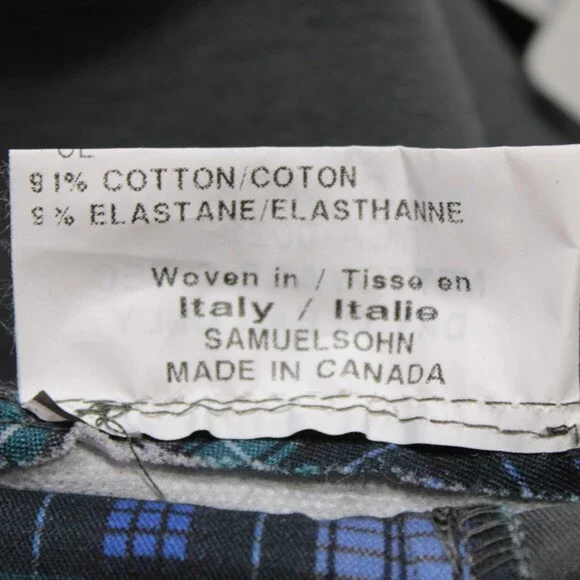 91% COTTON/COTON
9% ELASTANE/ELASTHANNE
Woven in / Tisse en
Italy / Italie
SAMUELSOHN
MADE IN CANADA